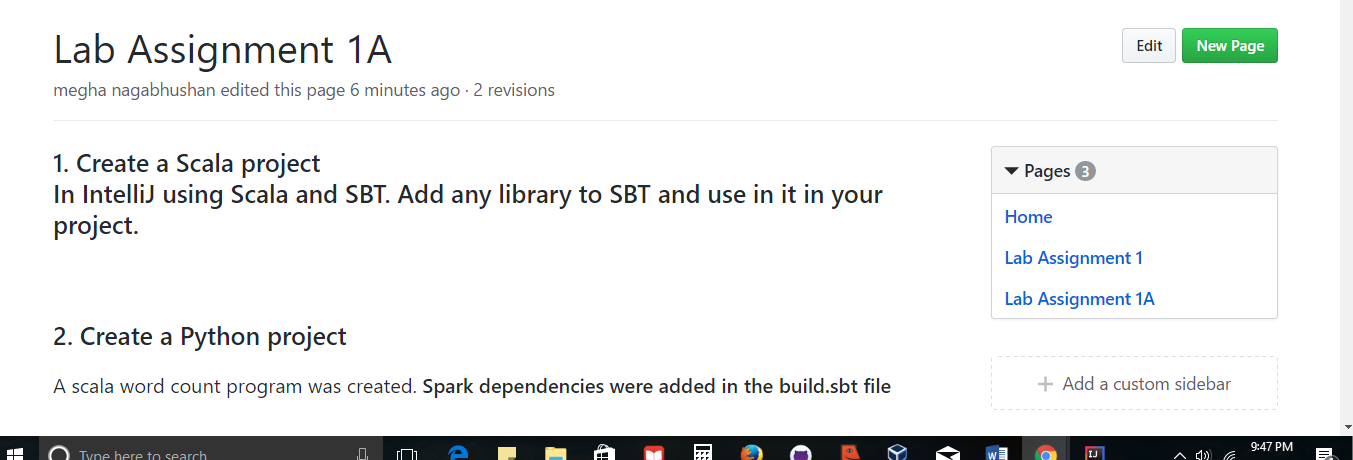 Lab Assignment 1A
Edit
New Page
megha nagabhushan edited this page 6 minutes ago · 2 revisions
1. Create a Scala project
In IntelliJ using Scala and SBT. Add any library to SBT and use in it in your
project.
Pages 3
Home
Lab Assignment 1
Lab Assignment 1A
2. Create a Python project
A scala word count program was created. Spark dependencies were added in the build.sbt file
+ Add a custom sidebar
Type here to search
9:47 PM